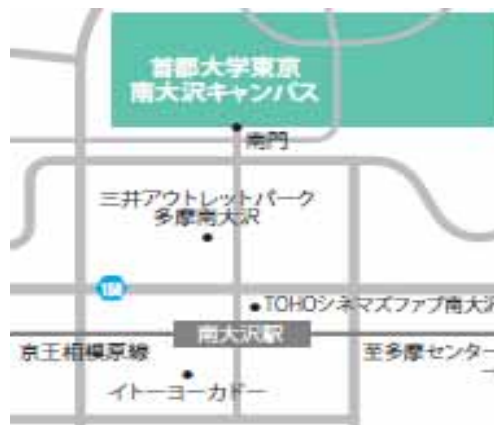 首都大学東京
南大沢キャンパス
南門
三井アウトレットパーク
多摩南大沢
TOHOシネマズファブ南大沢
南大沢駅
京王相模原線
至多摩センター
イトーヨーカドー